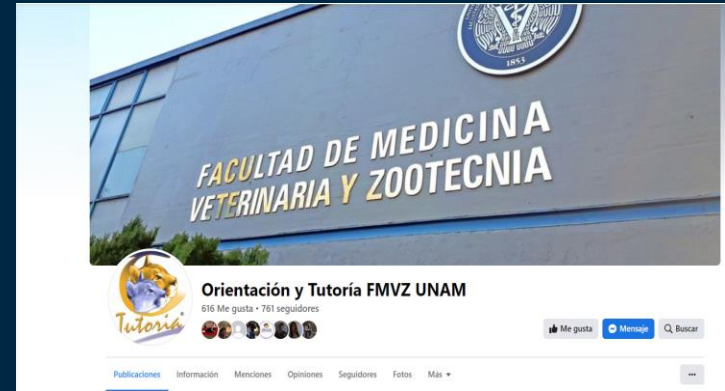 1853
FACULTAD DE MEDICINA
VETERINARIA Y ZOOTECNIA
Tutoría
Orientación y Tutoría FMVZ UNAM
616 Me gusta • 761 seguidores
Me gusta
Mensaje
Buscar
Publicaciones Información Menciones Opiniones Seguidores Fotos Más